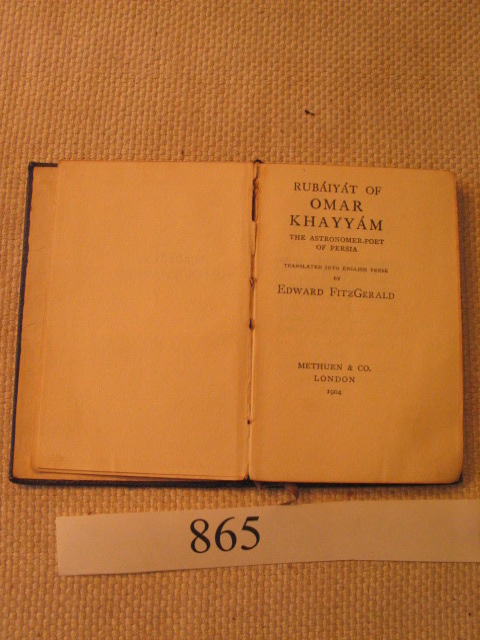 RUBÁIYÁT OF
OMAR
KHAYYÁM
THE ASTRONOMER-POET
OF PERSIA
TRANSLATED INTO ENGLISH VERSE
BY
EDWARD FITZGERALD
METHUEN & CO.
LONDON
1904
865